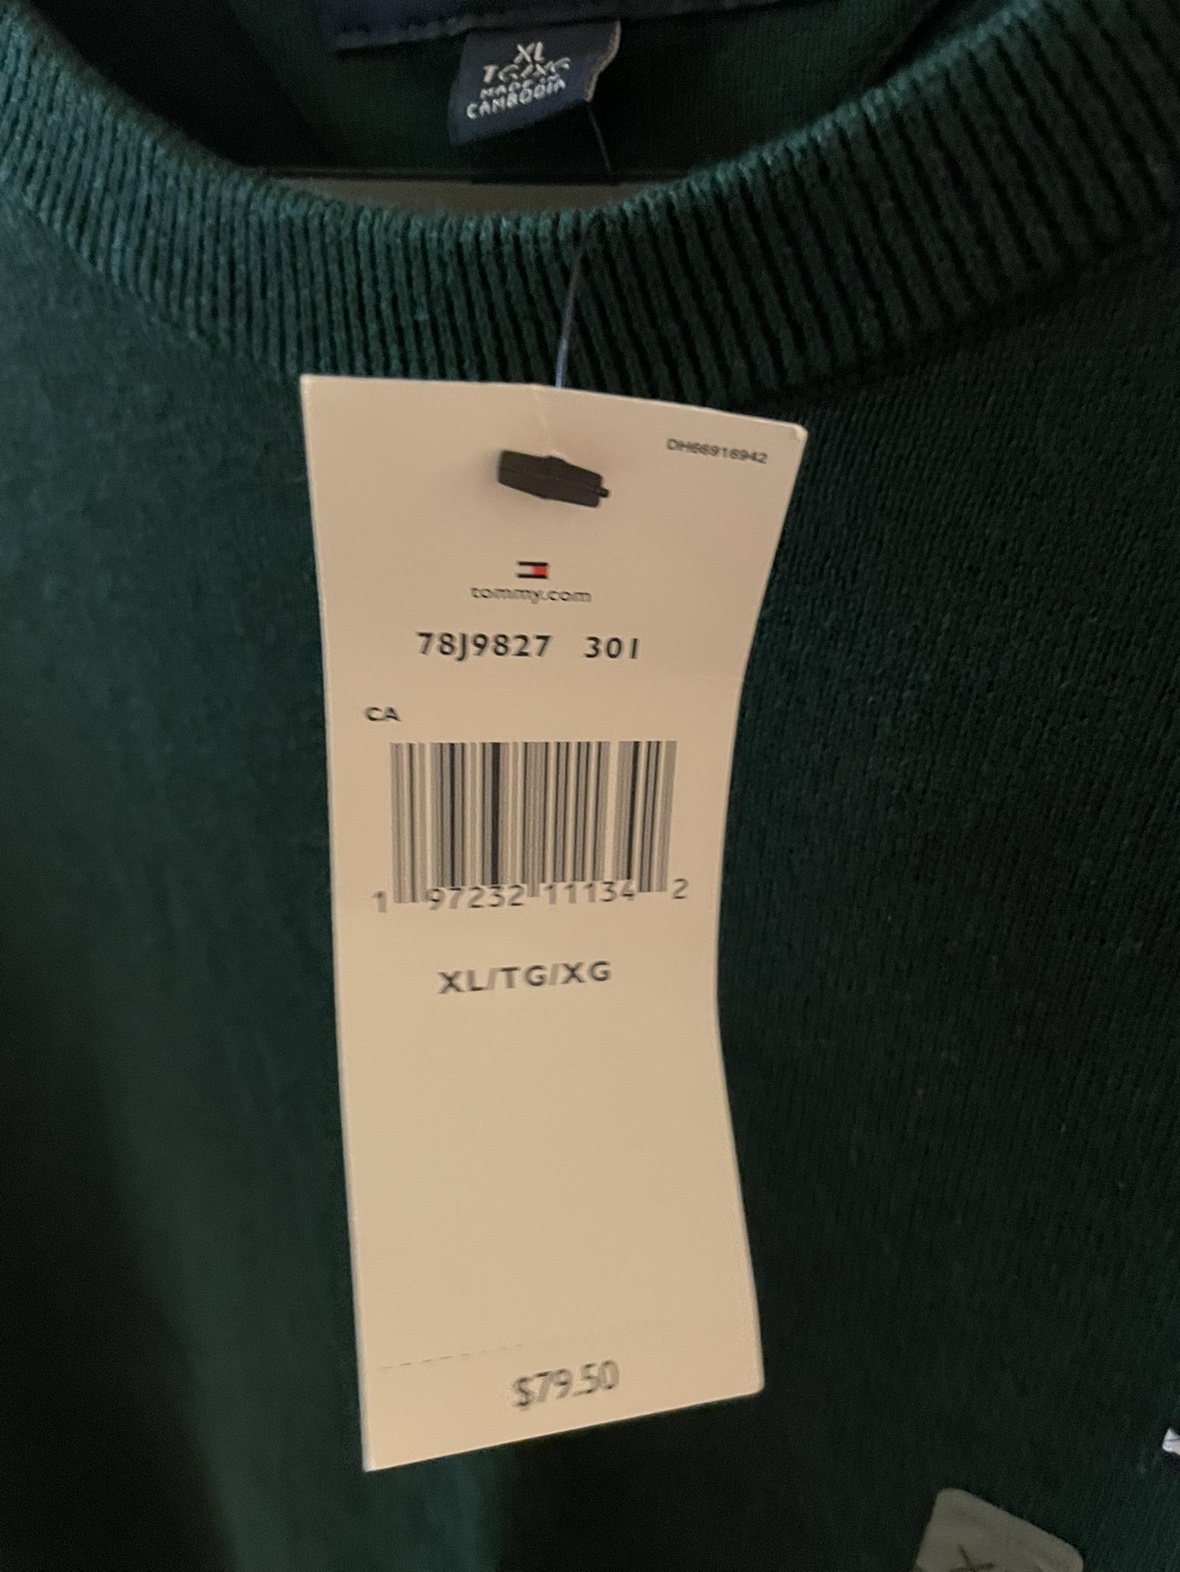 XL
TG/XG
MADE IN
CAMBODIA
DH66916942
tommy.com
78J9827 301
CA
1 97232 11134 2
XL/TG/XG
$79.50